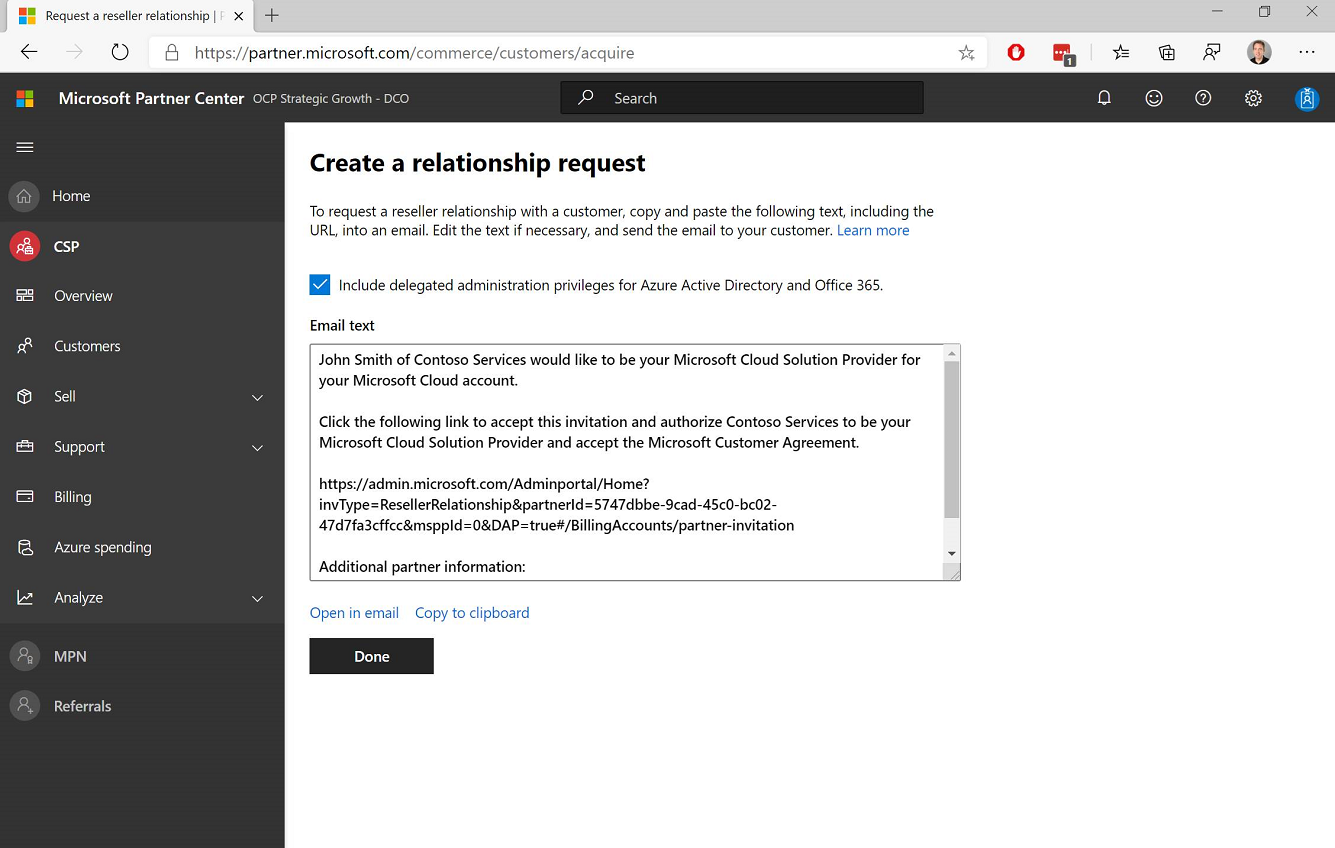 Request a reseller relationship |
https://partner.microsoft.com/commerce/customers/acquire
1
Microsoft Partner Center OCP Strategic Growth - DCO
Search
Home
CSP
Overview
Customers
Sell
Support
Billing
Azure spending
Analyze
MPN
Referrals
Create a relationship request
To request a reseller relationship with a customer, copy and paste the following text, including the
URL, into an email. Edit the text if necessary, and send the email to your customer. Learn more
Include delegated administration privileges for Azure Active Directory and Office 365.
Email text
John Smith of Contoso Services would like to be your Microsoft Cloud Solution Provider for
your Microsoft Cloud account.
Click the following link to accept this invitation and authorize Contoso Services to be your
Microsoft Cloud Solution Provider and accept the Microsoft Customer Agreement.
https://admin.microsoft.com/Adminportal/Home?
invType=ResellerRelationship&partnerId=5747dbbe-9cad-45c0-bc02-
47d7fa3cffcc&msppId=0&DAP=true#/BillingAccounts/partner-invitation
Additional partner information:
Open in email Copy to clipboard
Done